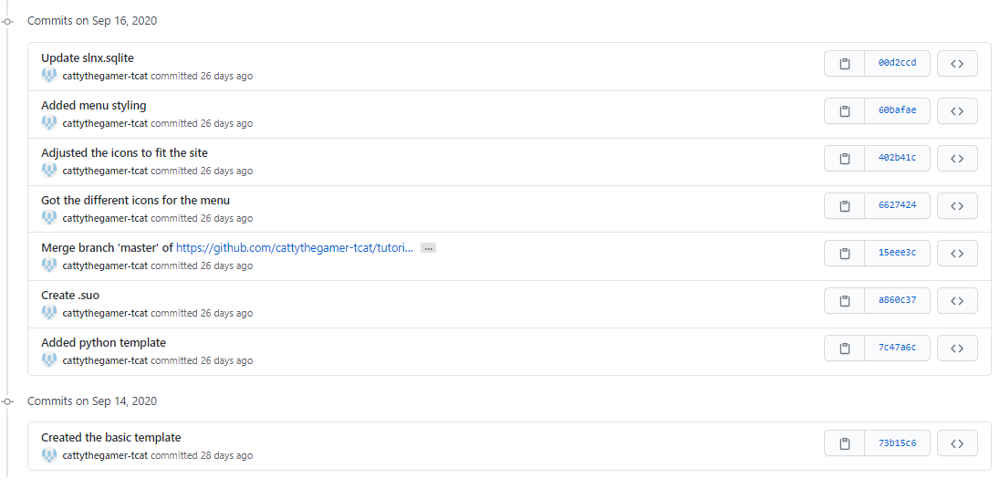 Commits on Sep 16, 2020
Update slnx.sqlite
cattythegamer-tcat committed 26 days ago
00d2ccd
Added menu styling
cattythegamer-tcat committed 26 days ago
60bafae
Adjusted the icons to fit the site
cattythegamer-tcat committed 26 days ago
402b41c
Got the different icons for the menu
cattythegamer-tcat committed 26 days ago
6627424
Merge branch 'master' of https://github.com/cattythegamer-tcat/tutori... ...
cattythegamer-tcat committed 26 days ago
15eee3c
Create .suo
cattythegamer-tcat committed 26 days ago
a860c37
Added python template
cattythegamer-tcat committed 26 days ago
7c47a6c
Commits on Sep 14, 2020
Created the basic template
cattythegamer-tcat committed 28 days ago
73b15c6